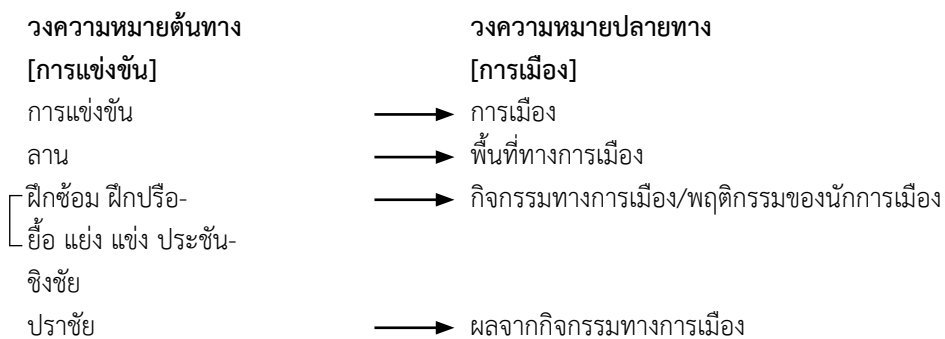 วงความหมายต้นทาง วงความหมายปลายทาง
[การแข่งขัน] [การเมือง]
การแข่งขัน การเมือง
ลาน พื้นที่ทางการเมือง
ฝึกซ้อม ฝึกปรือ- กิจกรรมทางการเมือง/พฤติกรรมของนักการเมือง
ยื้อ แย่ง แข่ง ประชัน-
ชิงชัย
ปราชัย ผลจากกิจกรรมทางการเมือง